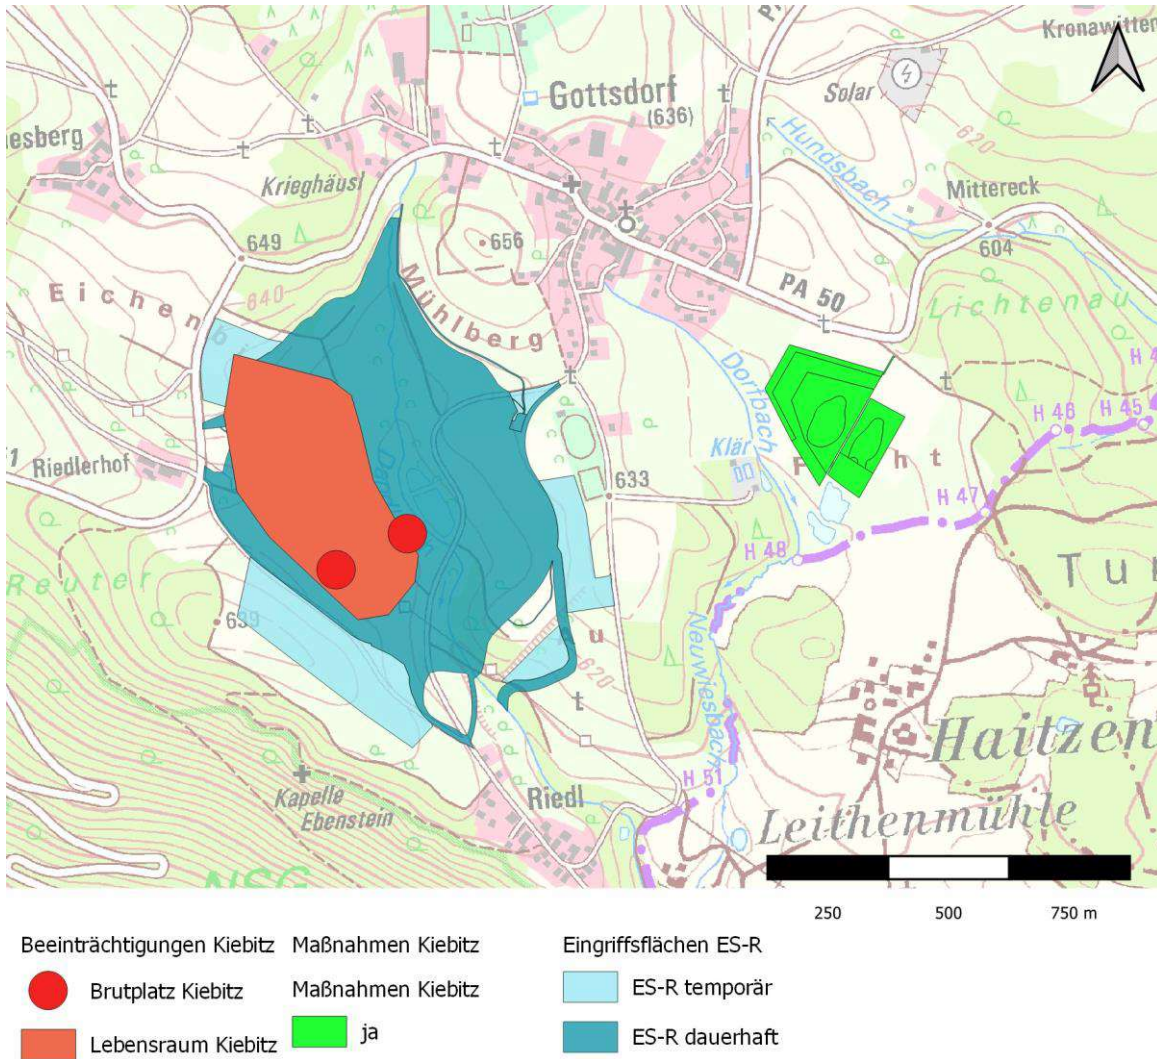 Kronawitten
Gottsdorf
(636)
Solar
620
esberg
Hundsbach
Krieghäusl
Mittereck
649
656
604
640
Mühlberg
PA 50
Lichtenau
Dorfbach
H 46
H 45
Klär
Riedlerhof
633
H 47
H 48
Reuter
639
Neuwiesbach
620
Haitzen
H 51
Riedl
Kapelle
Ebenstein
Leithenmühle
NSG
250 500 750 m
Beeinträchtigungen Kiebitz Maßnahmen Kiebitz Eingriffsflächen ES-R
Brutplatz Kiebitz Maßnahmen Kiebitz ES-R temporär
Lebensraum Kiebitz ja ES-R dauerhaft